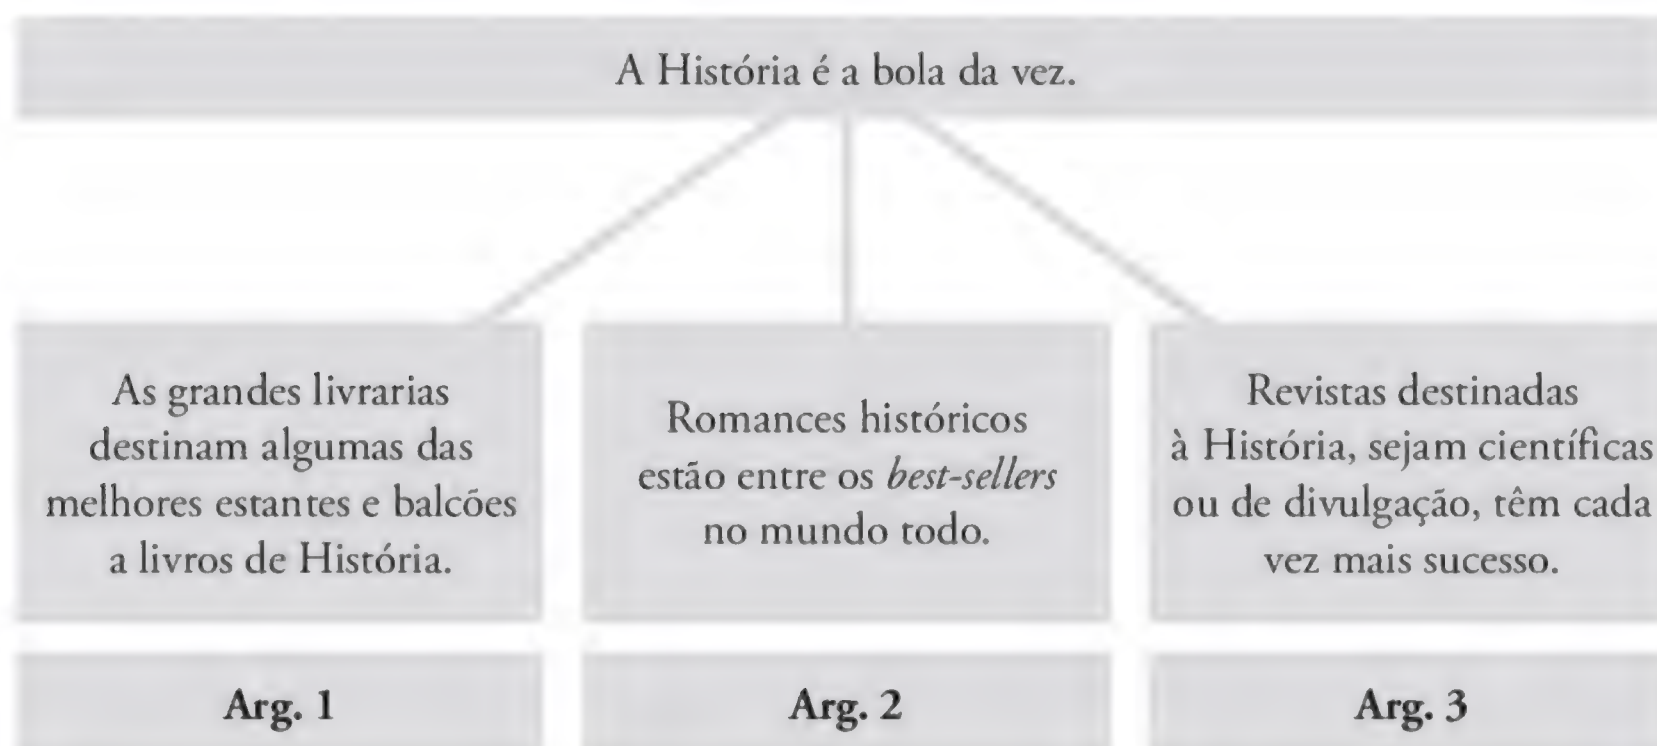 A História é a bola da vez.
As grandes livrarias
destinam algumas das
melhores estantes e balcões
a livros de História.
Romances históricos
estão entre os best-sellers
no mundo todo.
Revistas destinadas
à História, sejam científicas
ou de divulgação, têm cada
vez mais sucesso.
Arg. 1
Arg. 2
Arg. 3